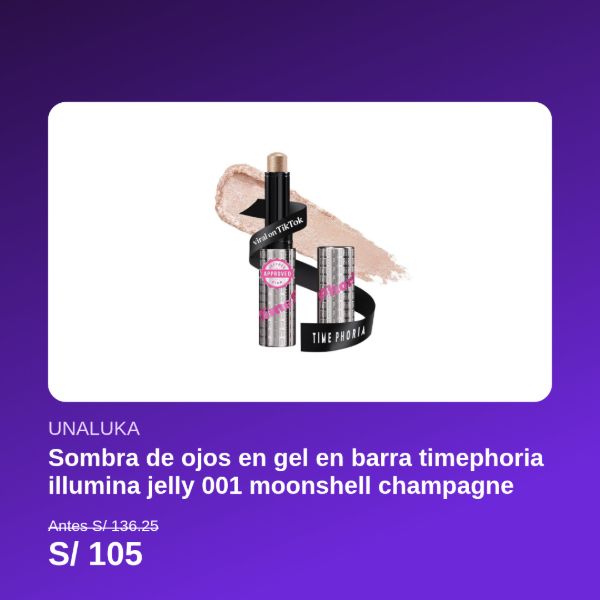 Viral on TikTok
APPROVED
TIMEPHORIA
UNALUKA
Sombra de ojos en gel en barra timephoria
illumina jelly 001 moonshell champagne
Antes S/ 136.25
S/ 105